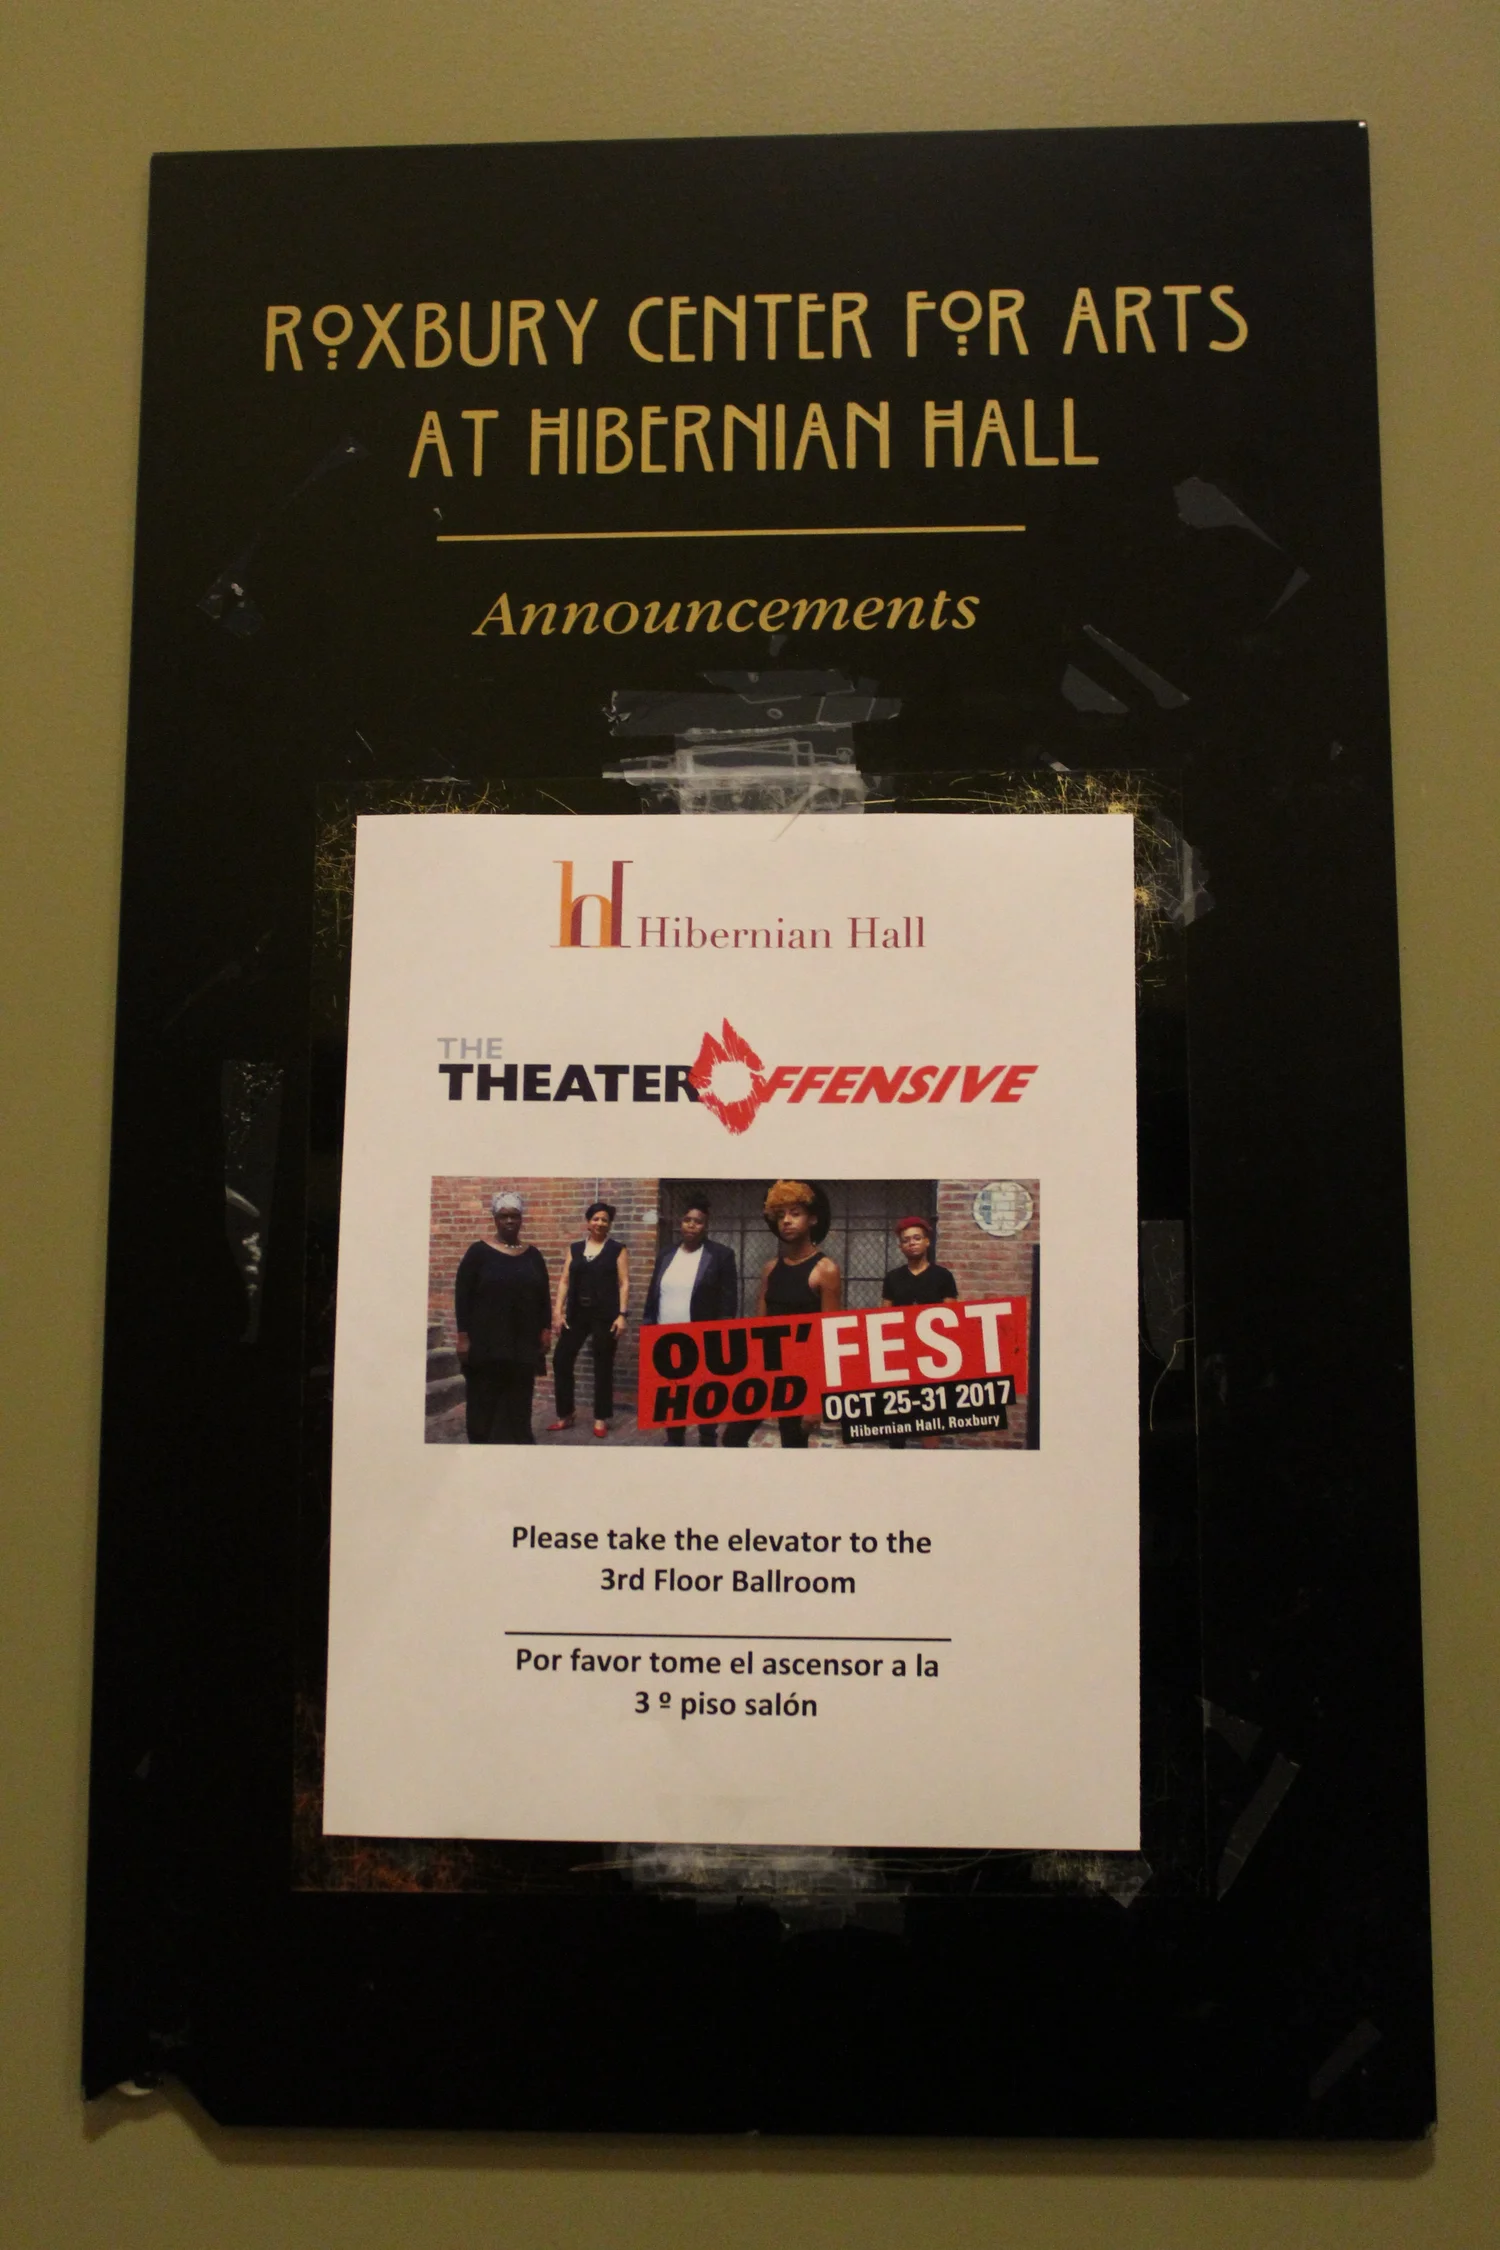 ROXBURY CENTER FOR ARTS
AT HIBERNIAN HALL
Announcements
hh Hibernian Hall
THE
THEATER OFFENSIVE
OUT' FEST
HOOD
OCT 25-31 2017
Hibernian Hall, Roxbury
Please take the elevator to the
3rd Floor Ballroom
Por favor tome el ascensor a la
3 º piso salón